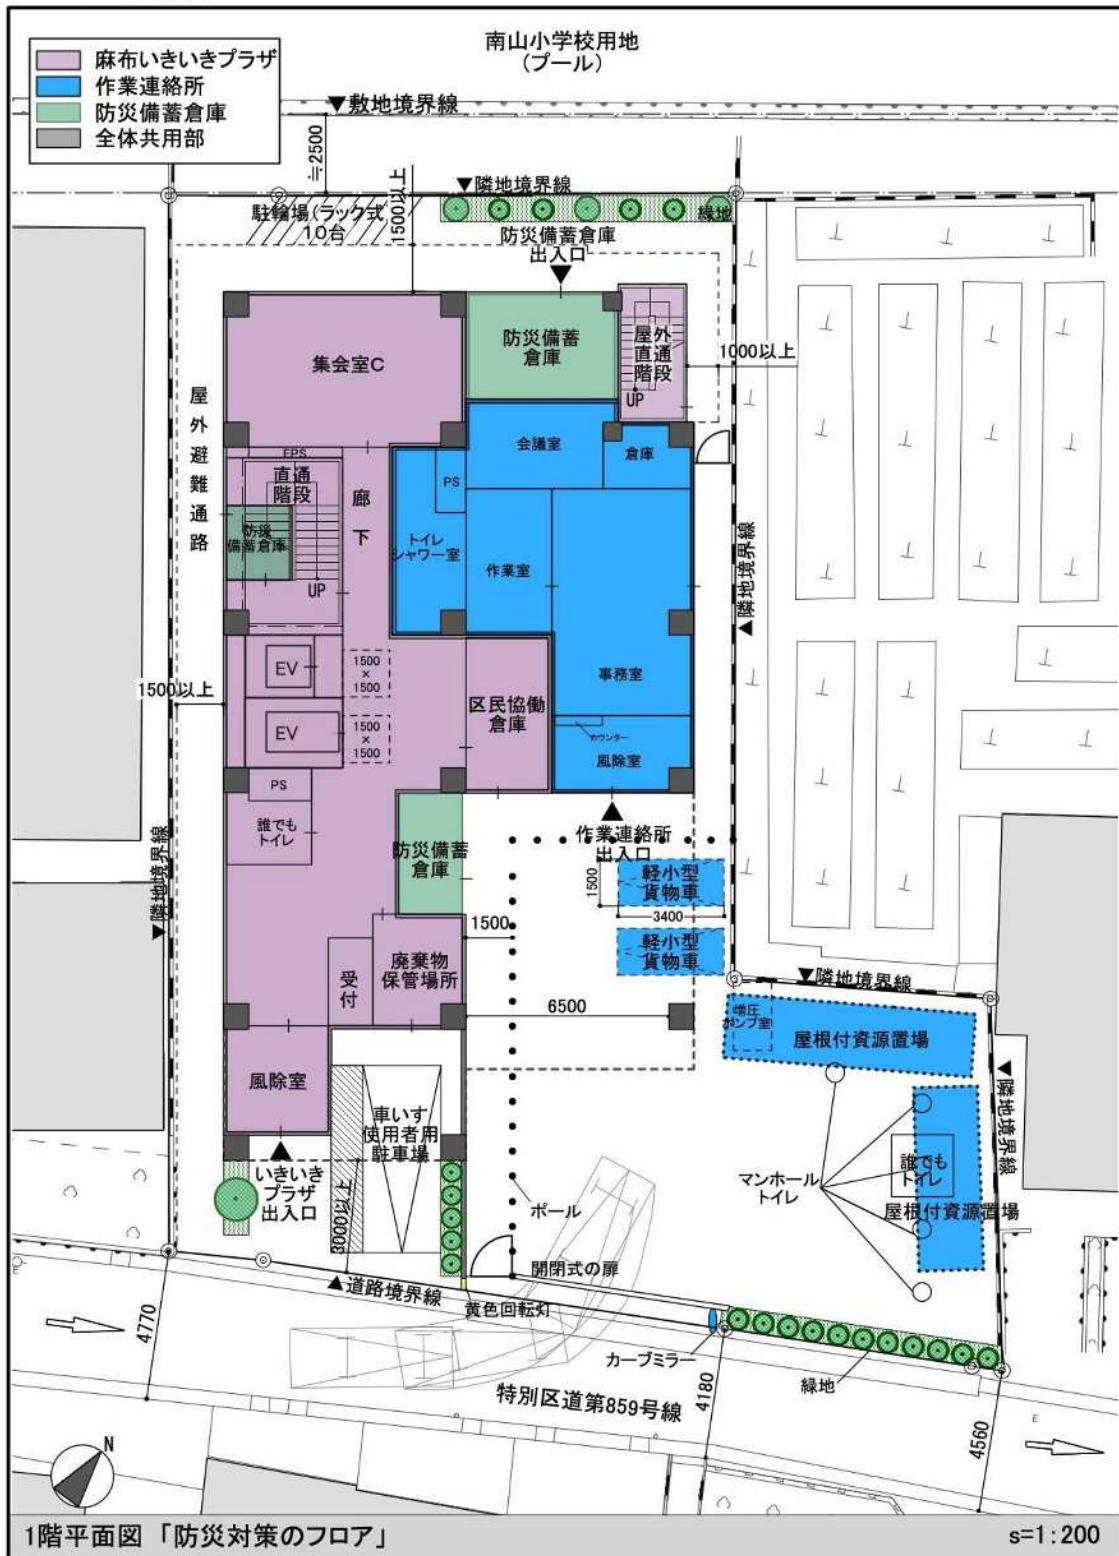 南山小学校用地
(プール)
麻布いきいきプラザ
作業連絡所
防災備蓄倉庫
全体共用部
▼敷地境界線
≒2500
▼隣地境界線
駐輪場(ラック式)
10台
1500以上
緑地
防災備蓄倉庫
出入口
集会室C
防災備蓄
倉庫
屋外
直通
階段
UP
1000以上
屋外避難通路
EPS
直通
階段
防災
備蓄倉庫
UP
廊下
会議室
倉庫
PS
トイレ
シャワー室
作業室
事務室
▲隣地境界線
EV
1500
×
1500
EV
1500
×
1500
1500以上
区民協働
倉庫
カウンター
風除室
PS
誰でも
トイレ
防災備蓄
倉庫
作業連絡所
出入口
▼隣地境界線
軽小型
貨物車
1500
3400
軽小型
貨物車
1500
受付
廃棄物
保管場所
6500
▼隣地境界線
増圧
ポンプ室
屋根付資源置場
▼隣地境界線
風除室
車いす
使用者用
駐車場
いきいき
プラザ
出入口
3000以上
マンホール
トイレ
誰でも
トイレ
屋根付資源置場
ポール
開閉式の扉
▲道路境界線
黄色回転灯
カーブミラー
緑地
4770
4180
4560
特別区道第859号線
E
E
E
N
1階平面図 「防災対策のフロア」
s=1:200